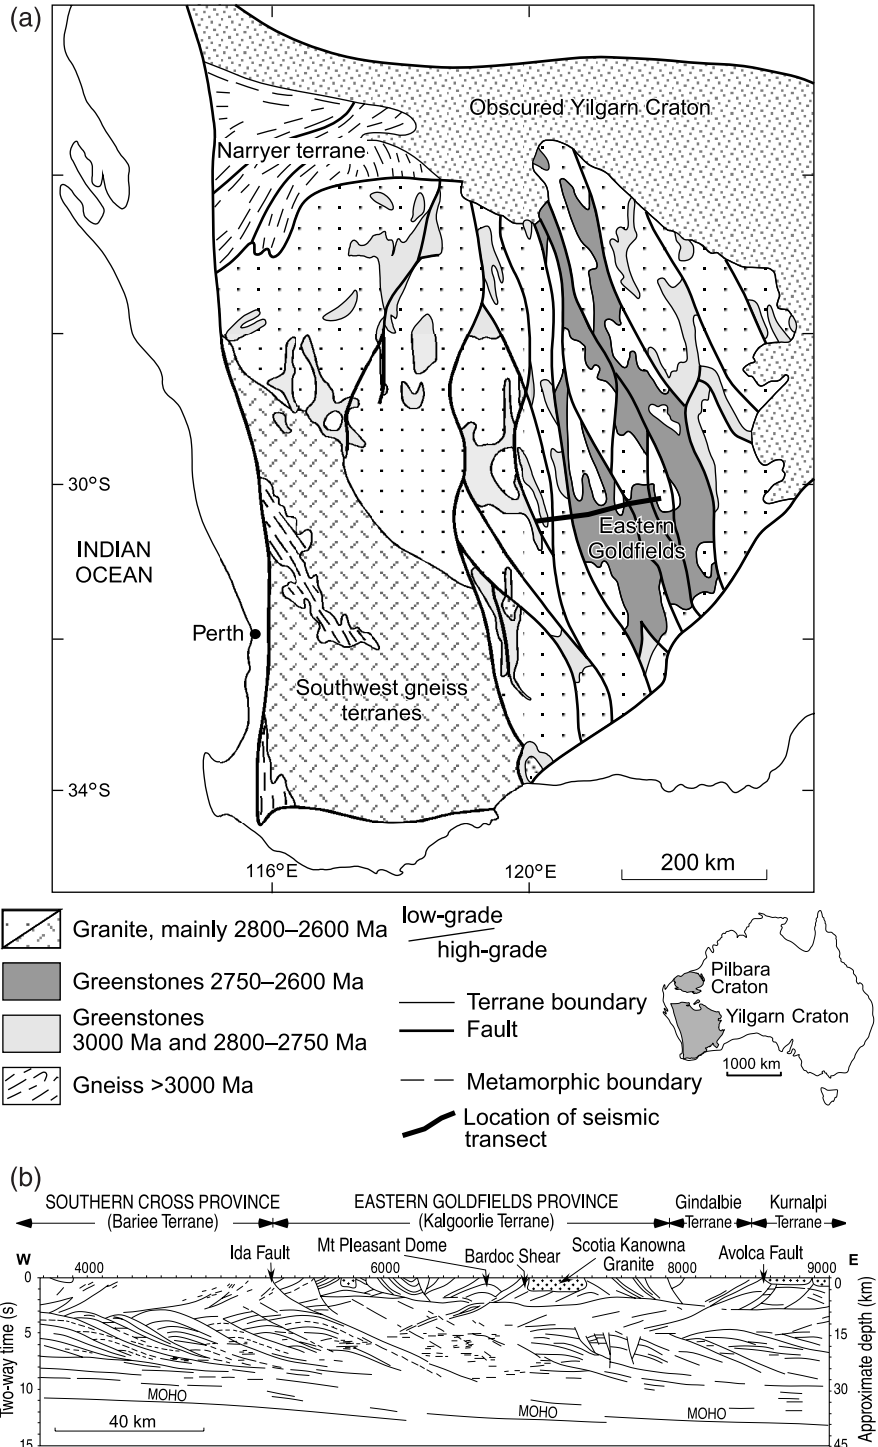 (a)
Obscured Yilgarn Craton
Narryer terrane
30°S
Eastern
Goldfields
INDIAN
OCEAN
Perth
Southwest gneiss
terranes
34°S
116°E
120°E
200 km
Granite, mainly 2800–2600 Ma
Greenstones 2750–2600 Ma
Greenstones
3000 Ma and 2800–2750 Ma
Gneiss >3000 Ma
low-grade
high-grade
Terrane boundary
Fault
Metamorphic boundary
Location of seismic
transect
Pilbara
Craton
Yilgarn Craton
1000 km
(b)
SOUTHERN CROSS PROVINCE
(Bariee Terrane)
EASTERN GOLDFIELDS PROVINCE
(Kalgoorlie Terrane)
Gindalbie
Terrane
Kurnalpi
Terrane
W
Ida Fault
Mt Pleasant Dome
Bardoc Shear
Scotia Kanowna
Granite
Avolca Fault
E
4000
6000
8000
9000
0
5
10
15
Two-way time (s)
0
15
30
45
Approximate depth (km)
MOHO
MOHO
MOHO
40 km